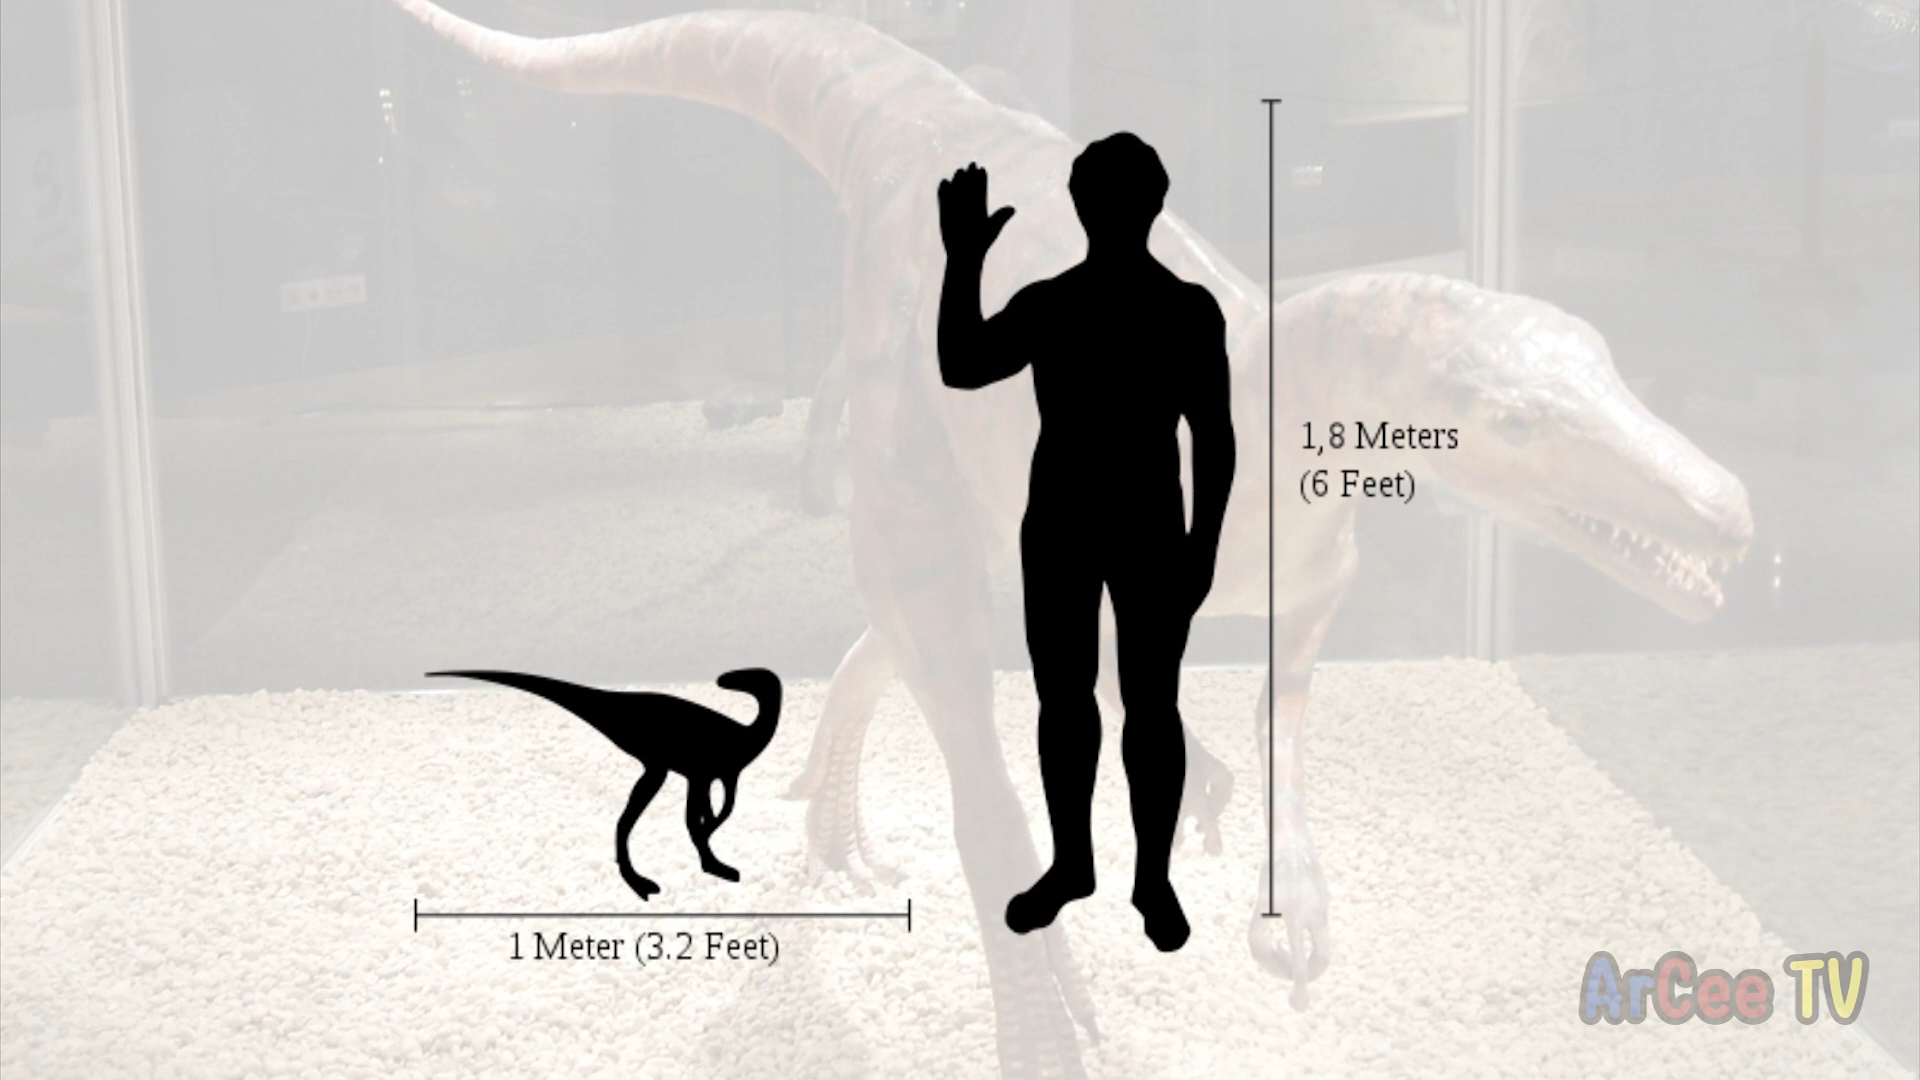 1,8 Meters
(6 Feet)
1 Meter (3.2 Feet)
ArCee TV